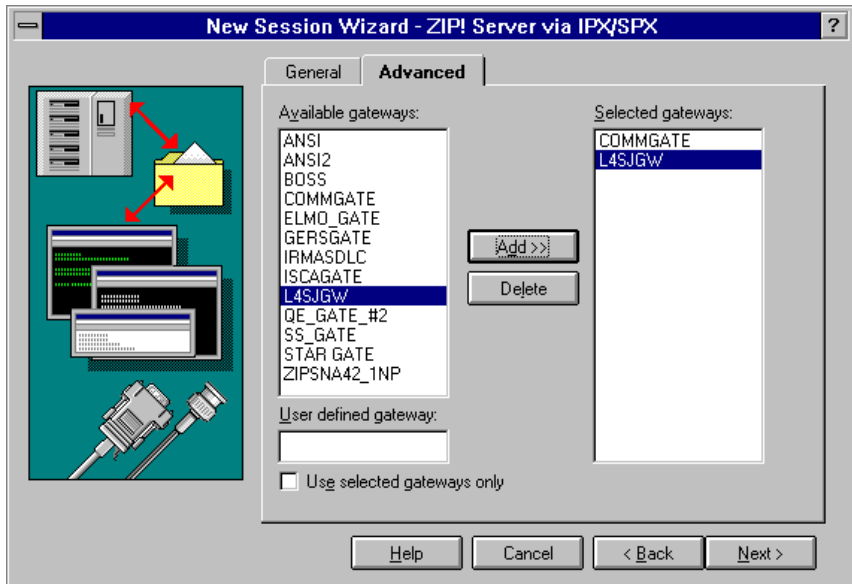 New Session Wizard - ZIP! Server via IPX/SPX
?
General
Advanced
Available gateways:
ANSI
ANSI2
BOSS
COMMGATE
ELMO_GATE
GERSGATE
IRMASDLC
ISCAGATE
L4SJGW
QE_GATE_#2
SS_GATE
STAR GATE
ZIPSNA42_1NP
User defined gateway:
Use selected gateways only
Add >>
Delete
Selected gateways:
COMMGATE
L4SJGW
Help
Cancel
< Back
Next >